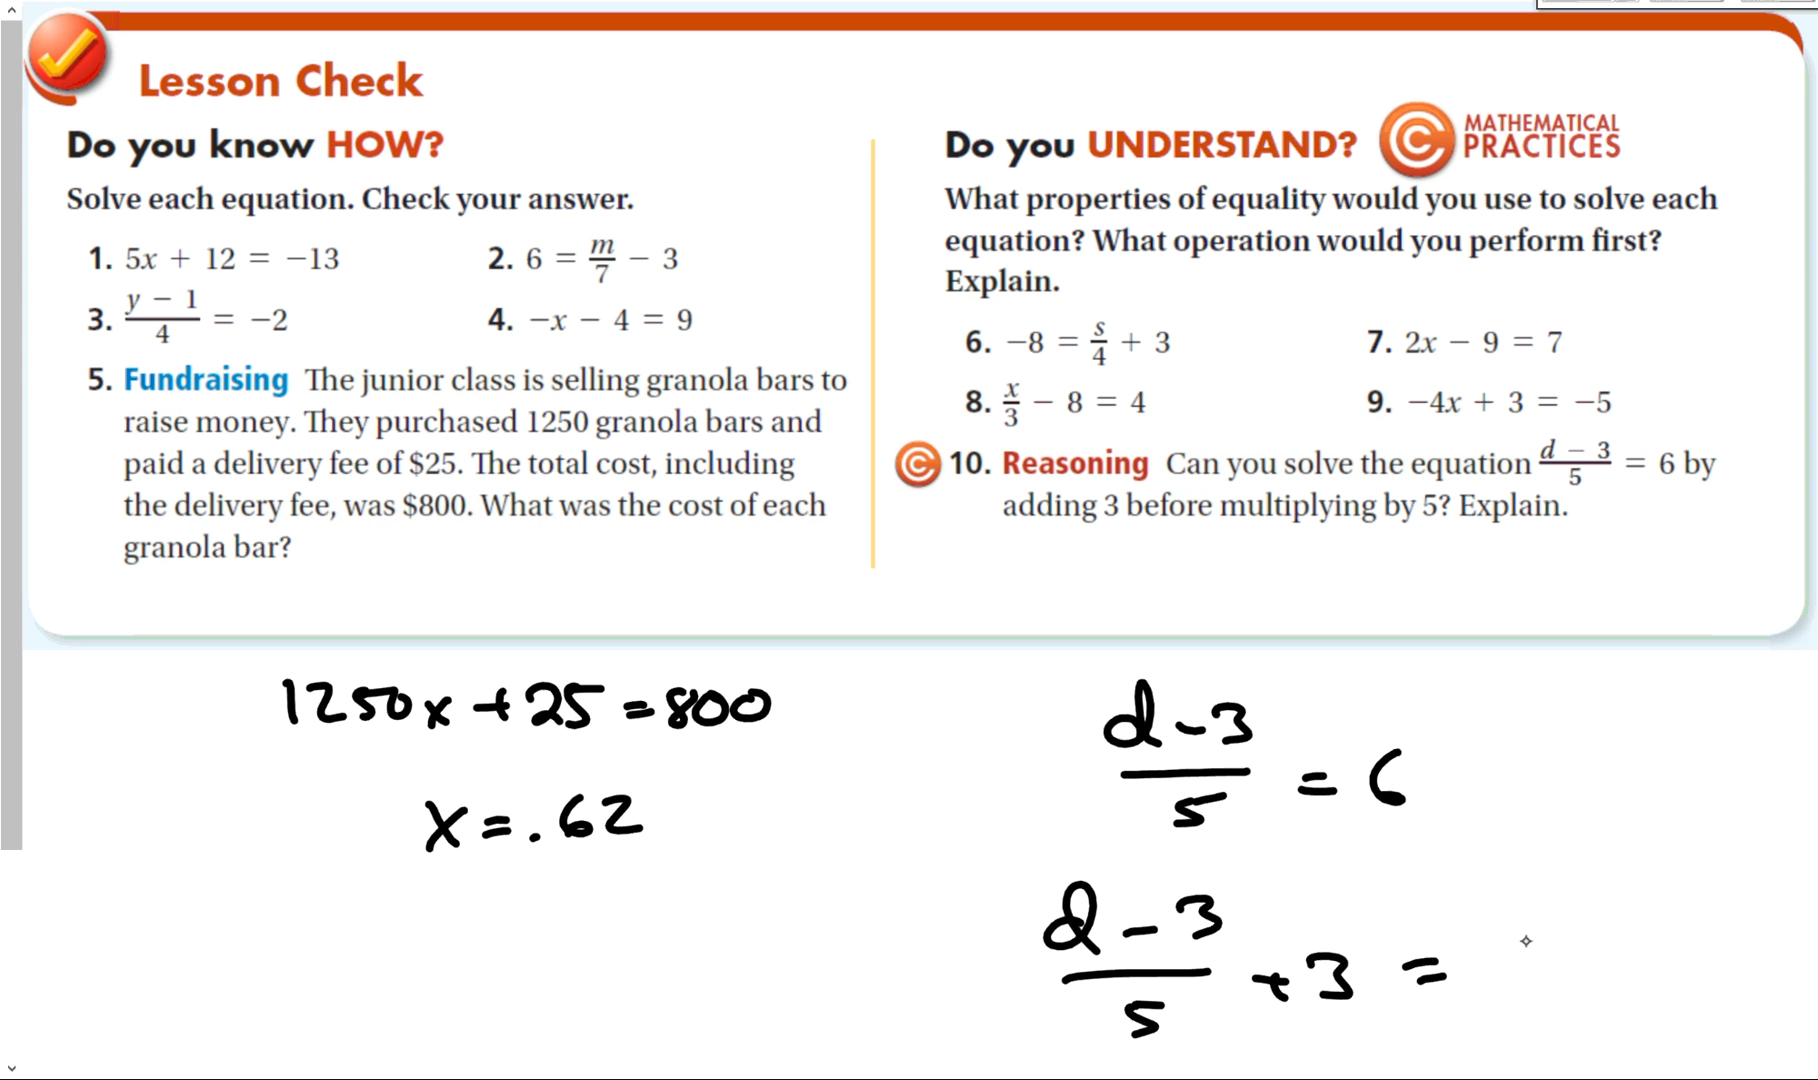 Lesson Check
Do you know HOW?
Solve each equation. Check your answer.
1. 5x + 12 = −13
2. 6 = m/7 − 3
3. (y − 1)/4 = −2
4. −x − 4 = 9
5. Fundraising The junior class is selling granola bars to
raise money. They purchased 1250 granola bars and
paid a delivery fee of $25. The total cost, including
the delivery fee, was $800. What was the cost of each
granola bar?
Do you UNDERSTAND?
MATHEMATICAL
PRACTICES
What properties of equality would you use to solve each
equation? What operation would you perform first?
Explain.
6. −8 = s/4 + 3
7. 2x − 9 = 7
8. x/3 − 8 = 4
9. −4x + 3 = −5
C 10. Reasoning Can you solve the equation (d − 3)/5 = 6 by
adding 3 before multiplying by 5? Explain.
1250x + 25 = 800
x = .62
(d − 3)/5 = 6
(d − 3)/5 + 3 =